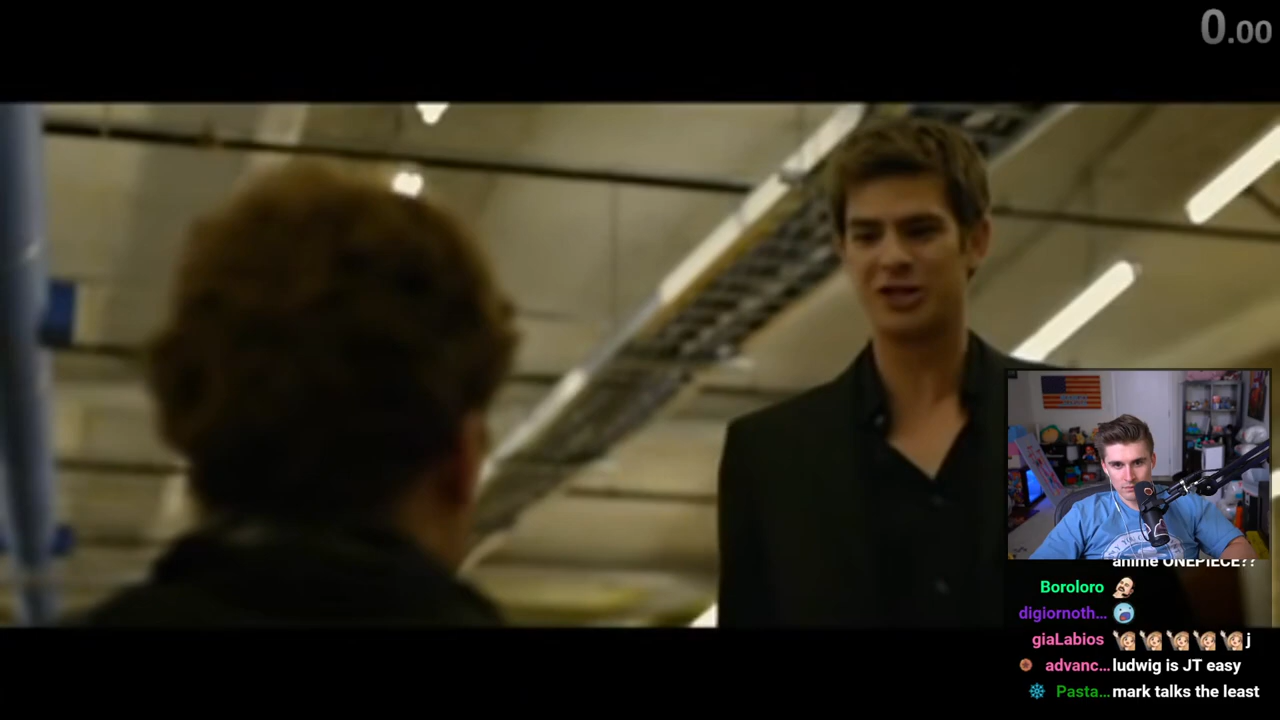 0.00
anime ONEPIECE??
Boroloro
digiornoth...
giaLabios j
advanc... ludwig is JT easy
Pasta... mark talks the least